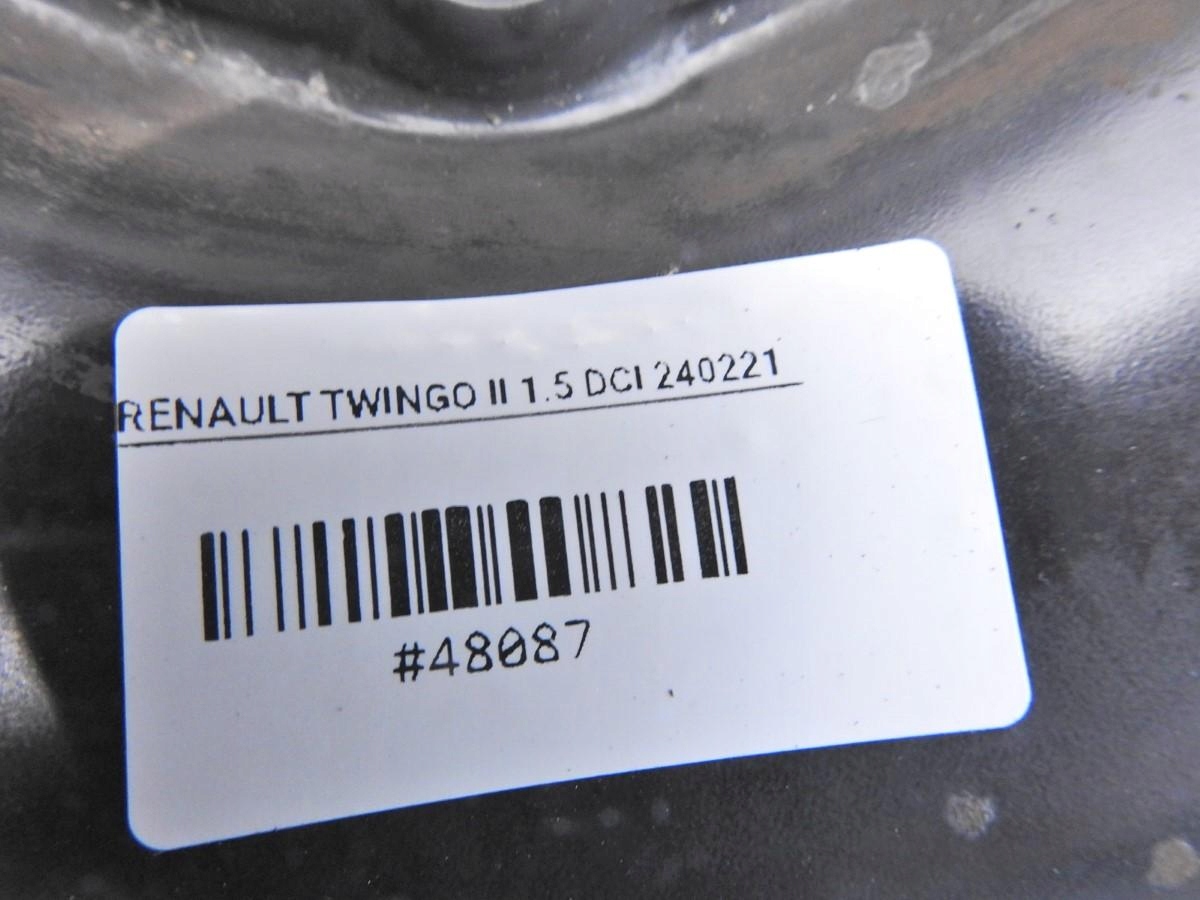 RENAULT TWINGO II 1.5 DCI 240221
#48087